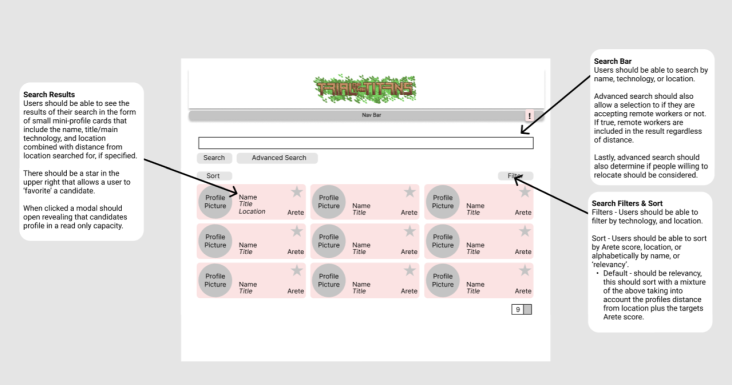 Search Results
Users should be able to see the
results of their search in the form
of small mini-profile cards that
include the name, title/main
technology, and location
combined with distance from
location searched for, if specified.
There should be a star in the
upper right that allows a user to
'favorite' a candidate.
When clicked a modal should
open revealing that candidates
profile in a read only capacity.
Nav Bar
!
Search
Advanced Search
Sort
Filter
Profile
Picture
Name
Title
Location
Arete
Profile
Picture
Name
Title
Arete
Profile
Picture
Name
Title
Arete
Profile
Picture
Name
Title
Arete
Profile
Picture
Name
Title
Arete
Profile
Picture
Name
Title
Arete
Profile
Picture
Name
Title
Arete
Profile
Picture
Name
Title
Arete
Profile
Picture
Name
Title
Arete
9
Search Bar
Users should be able to search by
name, technology, or location.
Advanced search should also
allow a selection to if they are
accepting remote workers or not.
If true, remote workers are
included in the result regardless
of distance.
Lastly, advanced search should
also determine if people willing to
relocate should be considered.
Search Filters & Sort
Filters - Users should be able to
filter by technology, and location.
Sort - Users should be able to sort
by Arete score, location, or
alphabetically by name, or
'relevancy'.
• Default - should be relevancy,
this should sort with a mixture
of the above taking into
account the profiles distance
from location plus the targets
Arete score.